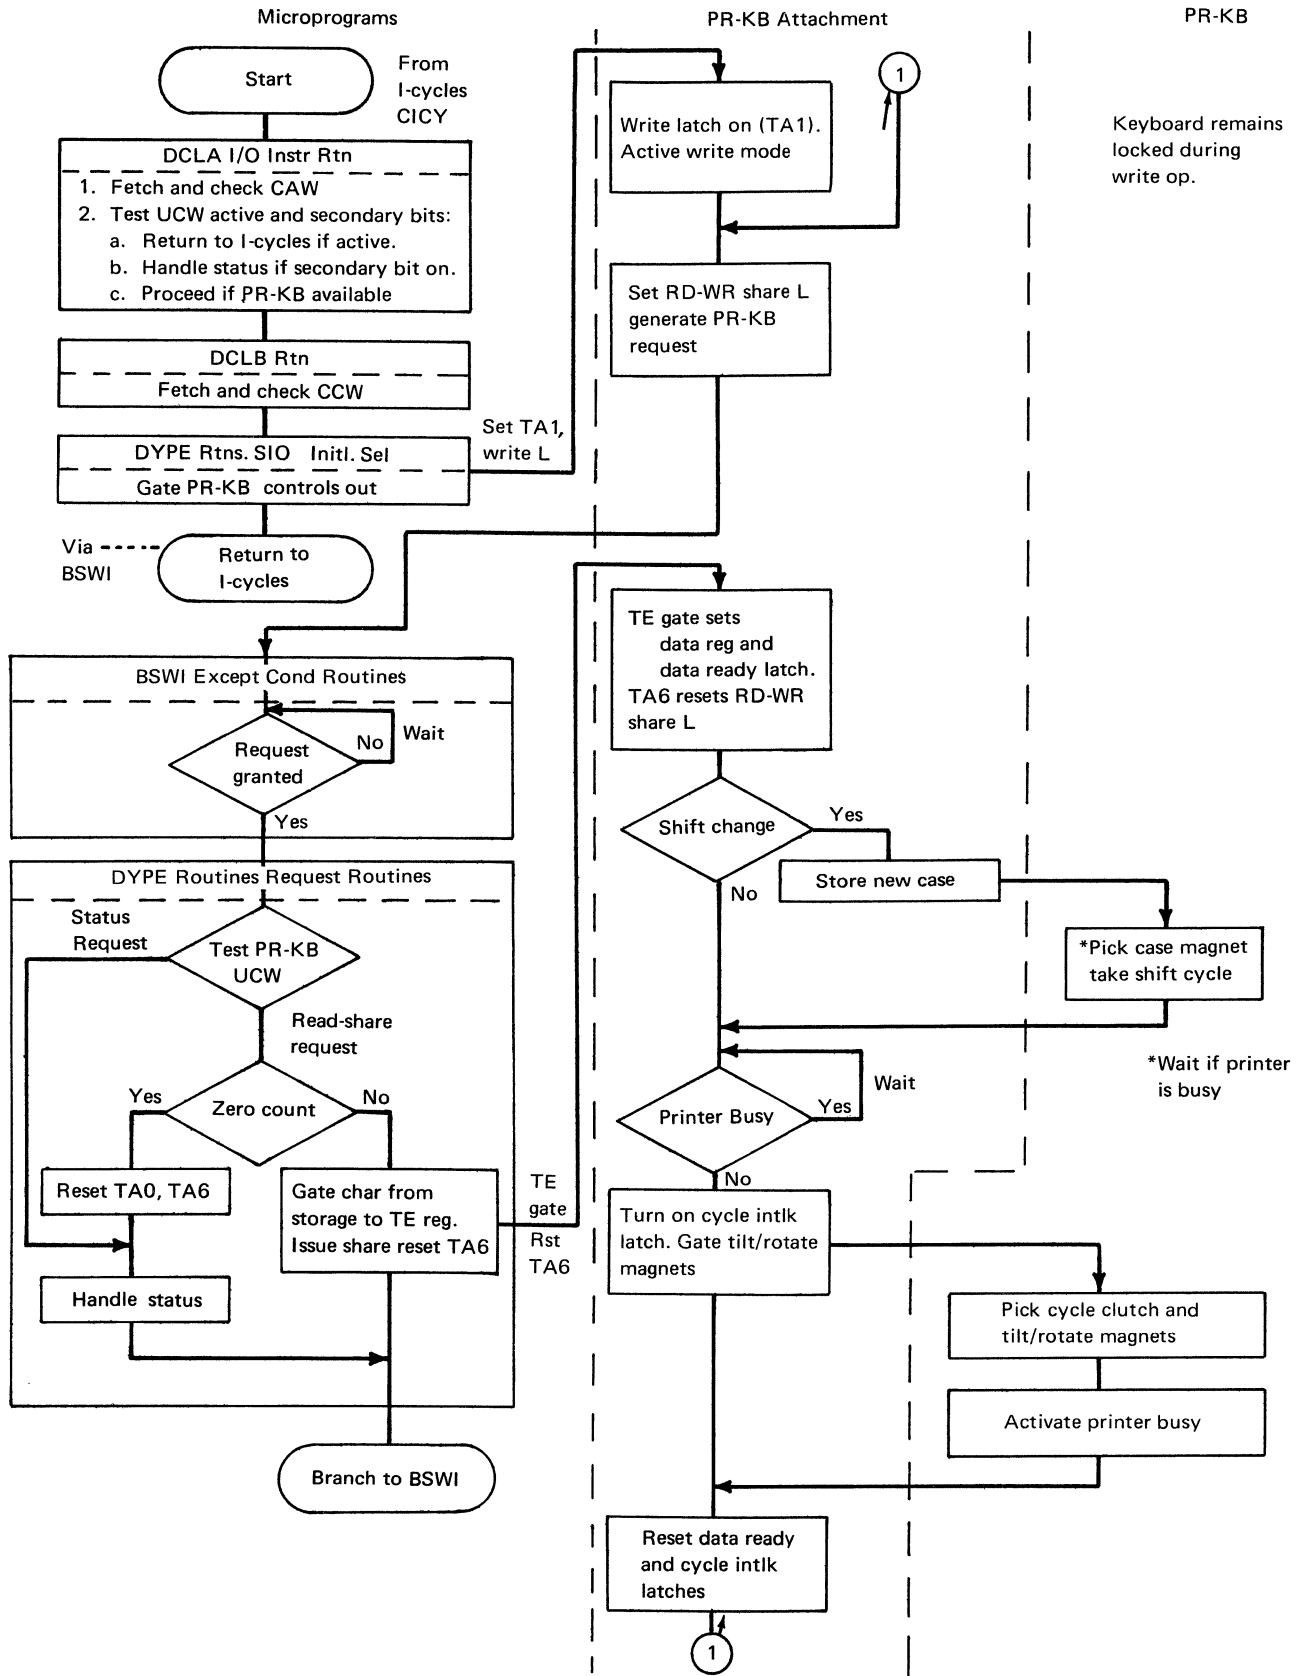 Microprograms
PR-KB Attachment
PR-KB
Start
From
I-cycles
CICY
DCLA I/O Instr Rtn
1. Fetch and check CAW
2. Test UCW active and secondary bits:
a. Return to I-cycles if active.
b. Handle status if secondary bit on.
c. Proceed if PR-KB available
DCLB Rtn
Fetch and check CCW
DYPE Rtns. SIO Initl. Sel
Gate PR-KB controls out
Set TA1,
write L
Via
BSWI
Return to
I-cycles
BSWI Except Cond Routines
Wait
No
Request
granted
Yes
DYPE Routines Request Routines
Status
Request
Test PR-KB
UCW
Read-share
request
Yes
Zero count
No
Reset TA0, TA6
Gate char from
storage to TE reg.
Issue share reset TA6
Handle status
TE
gate
Rst
TA6
Branch to BSWI
1
Write latch on (TA1).
Active write mode
Set RD-WR share L
generate PR-KB
request
TE gate sets
data reg and
data ready latch.
TA6 resets RD-WR
share L
Shift change
Yes
Store new case
No
Wait
Printer Busy
Yes
No
Turn on cycle intlk
latch. Gate tilt/rotate
magnets
Reset data ready
and cycle intlk
latches
1
Keyboard remains
locked during
write op.
*Pick case magnet
take shift cycle
*Wait if printer
is busy
Pick cycle clutch and
tilt/rotate magnets
Activate printer busy